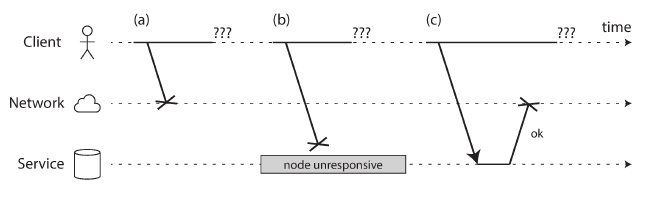 (a) ??? (b) ??? (c) ??? time
Client
Network
ok
Service node unresponsive